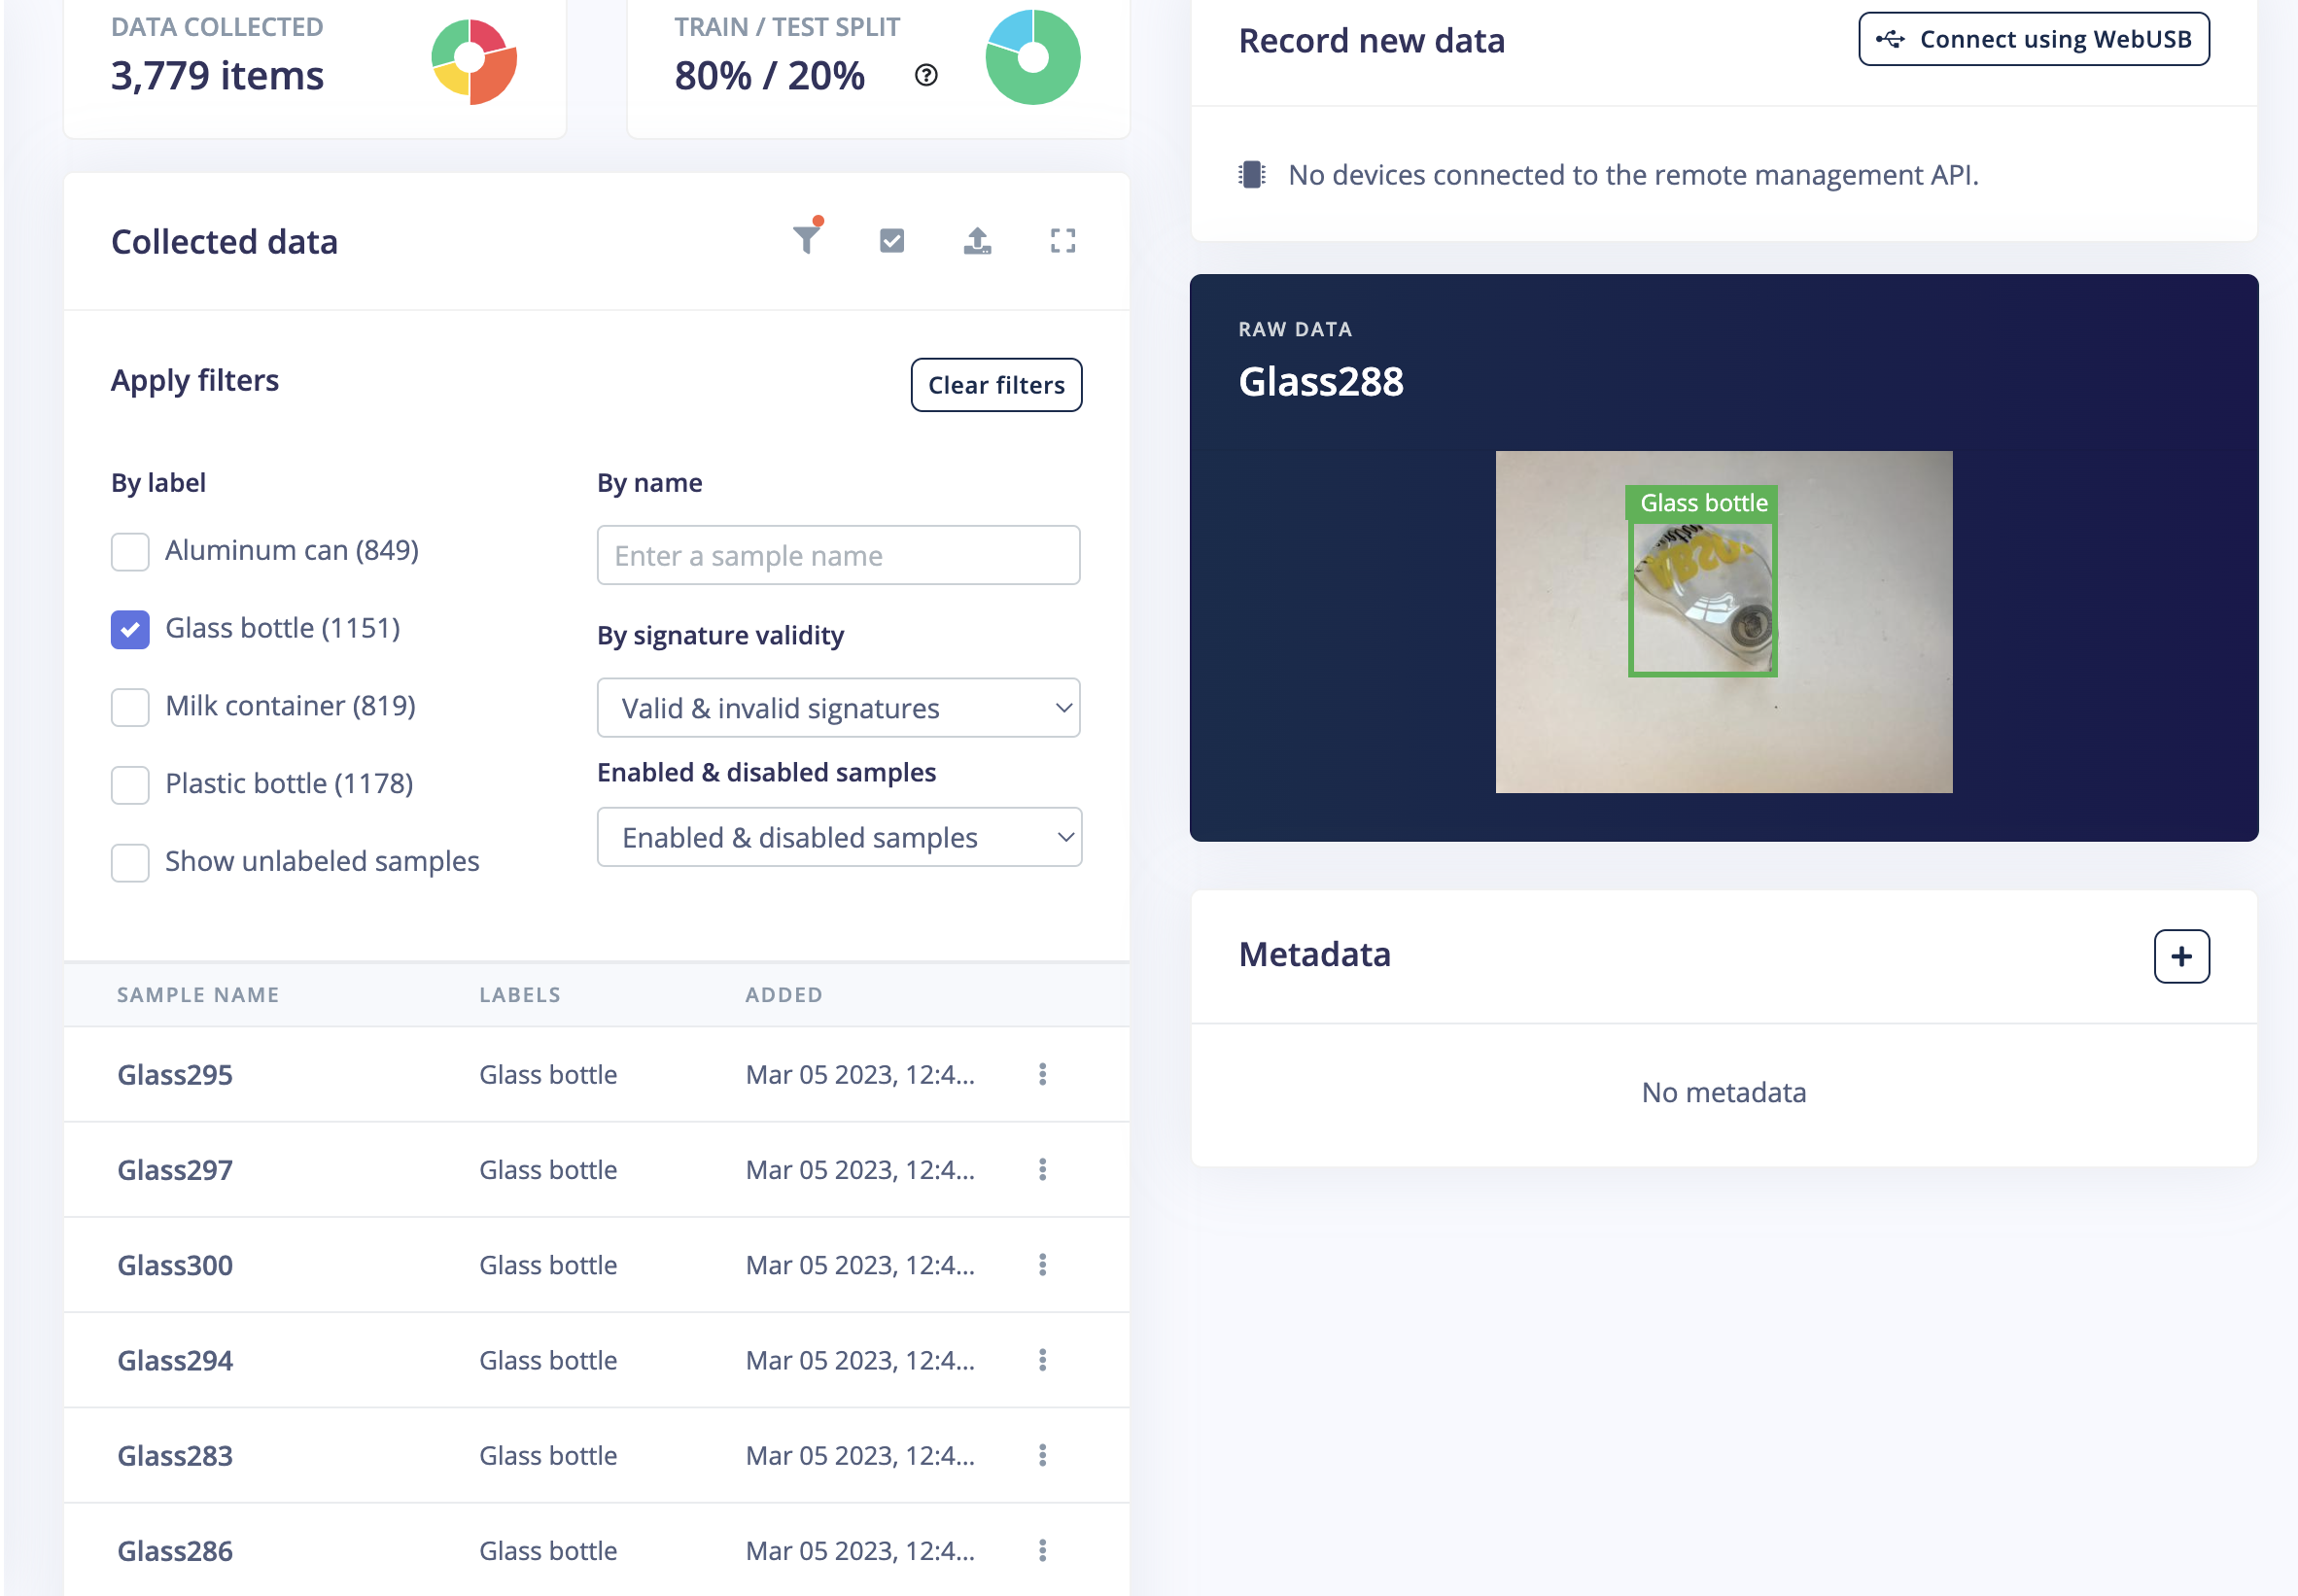 DATA COLLECTED
3,779 items
TRAIN / TEST SPLIT
80% / 20%
Collected data
Apply filters
Clear filters
By label
Aluminum can (849)
Glass bottle (1151)
Milk container (819)
Plastic bottle (1178)
Show unlabeled samples
By name
Enter a sample name
By signature validity
Valid & invalid signatures
Enabled & disabled samples
Enabled & disabled samples
SAMPLE NAME LABELS ADDED
Glass295 Glass bottle Mar 05 2023, 12:4...
Glass297 Glass bottle Mar 05 2023, 12:4...
Glass300 Glass bottle Mar 05 2023, 12:4...
Glass294 Glass bottle Mar 05 2023, 12:4...
Glass283 Glass bottle Mar 05 2023, 12:4...
Glass286 Glass bottle Mar 05 2023, 12:4...
Record new data
Connect using WebUSB
No devices connected to the remote management API.
RAW DATA
Glass288
Glass bottle
Metadata
No metadata